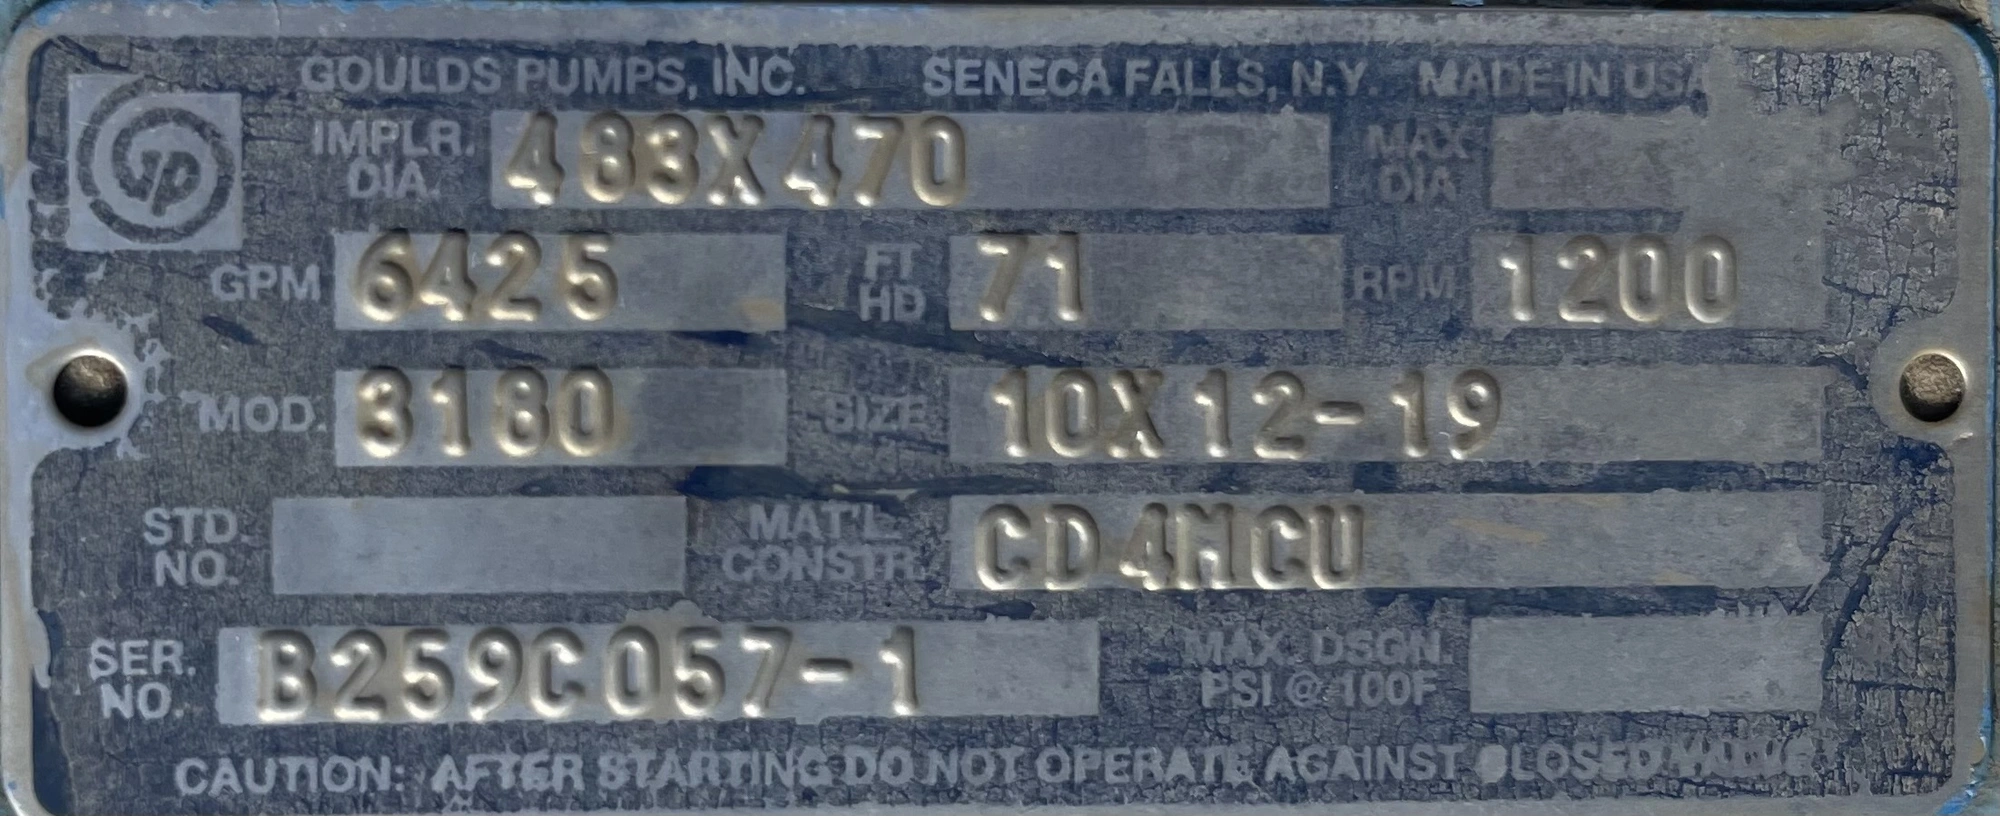 GOULDS PUMPS, INC. SENECA FALLS, N.Y. MADE IN USA
IMPLR. DIA. 483X470 MAX DIA
GPM 6425 FT HD 71 RPM 1200
MOD. 3180 SIZE 10X12-19
STD. NO. MAT'L. CONSTR. CD4MCU
SER. NO. B259C057-1 MAX. DSGN. PSI @ 100F
CAUTION: AFTER STARTING DO NOT OPERATE AGAINST CLOSED VALVE